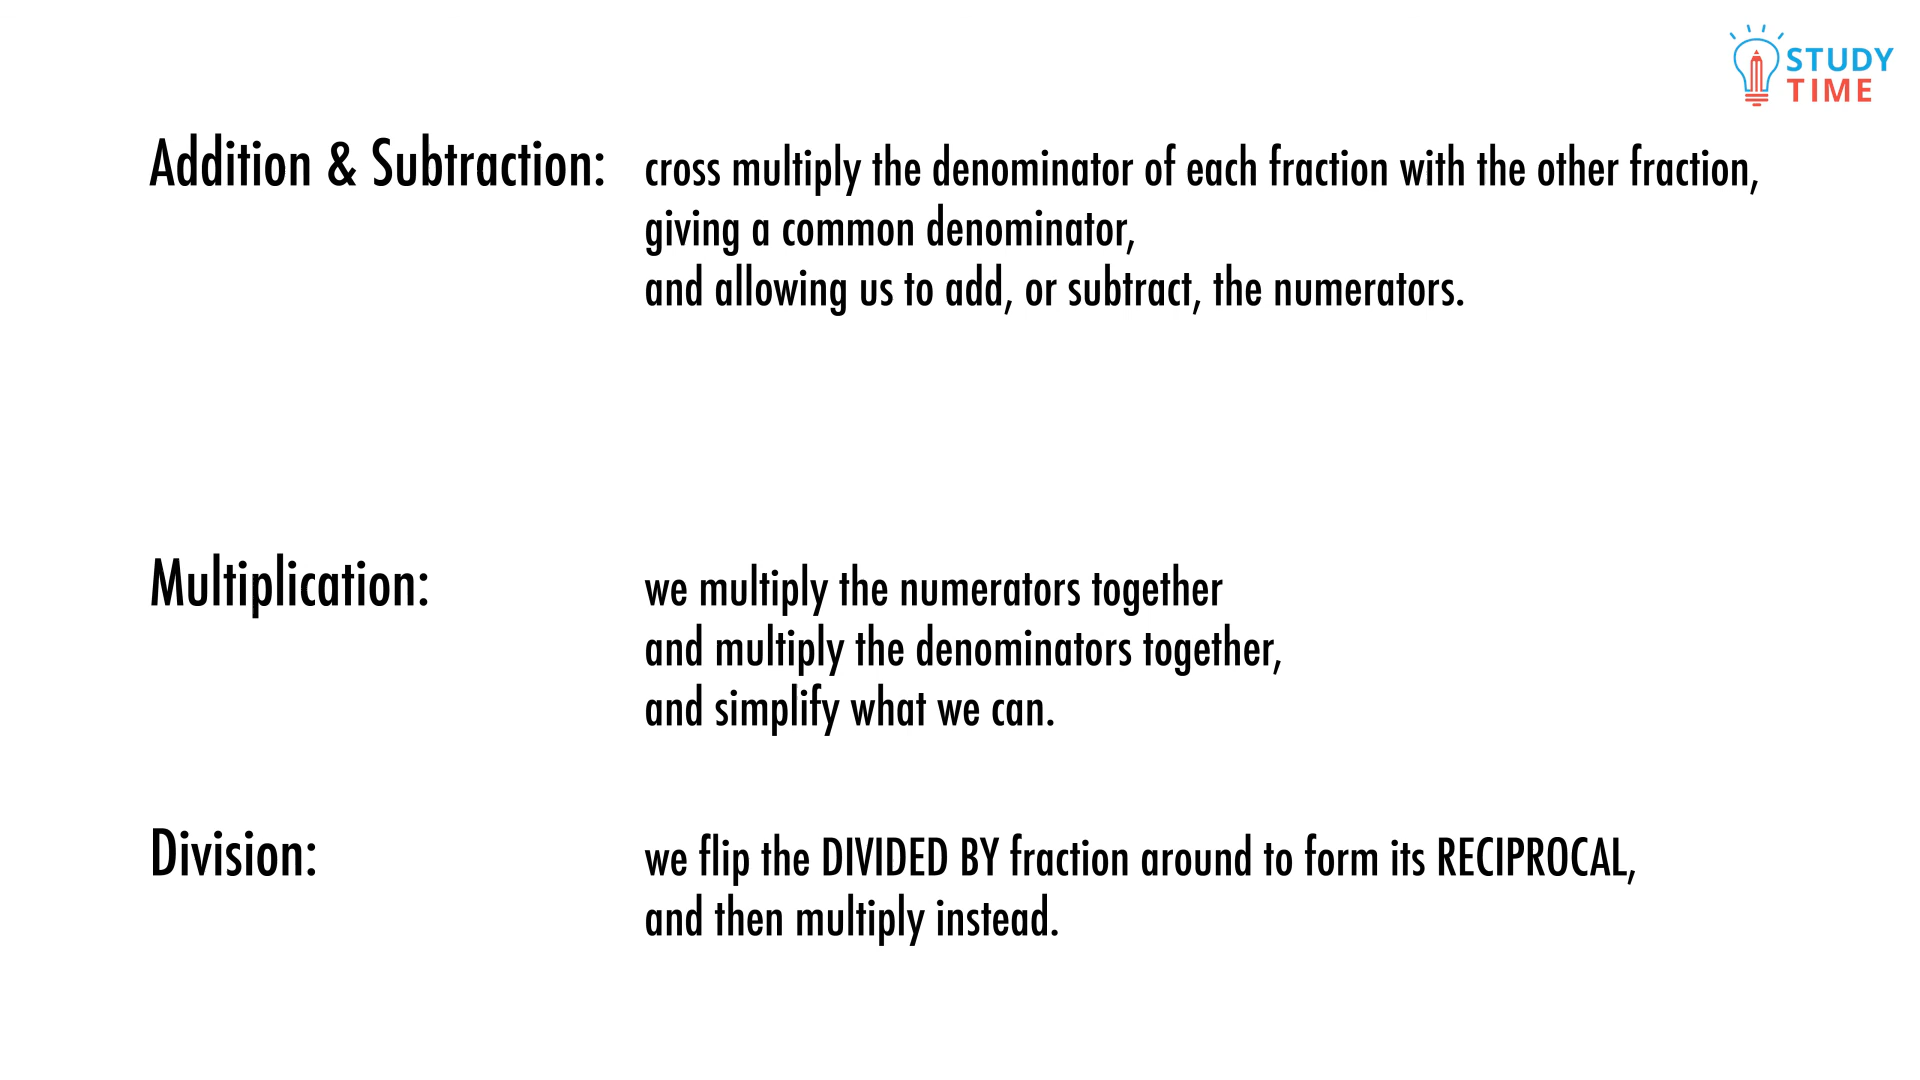 STUDY
TIME
Addition & Subtraction: cross multiply the denominator of each fraction with the other fraction,
giving a common denominator,
and allowing us to add, or subtract, the numerators.
Multiplication: we multiply the numerators together
and multiply the denominators together,
and simplify what we can.
Division: we flip the DIVIDED BY fraction around to form its RECIPROCAL,
and then multiply instead.